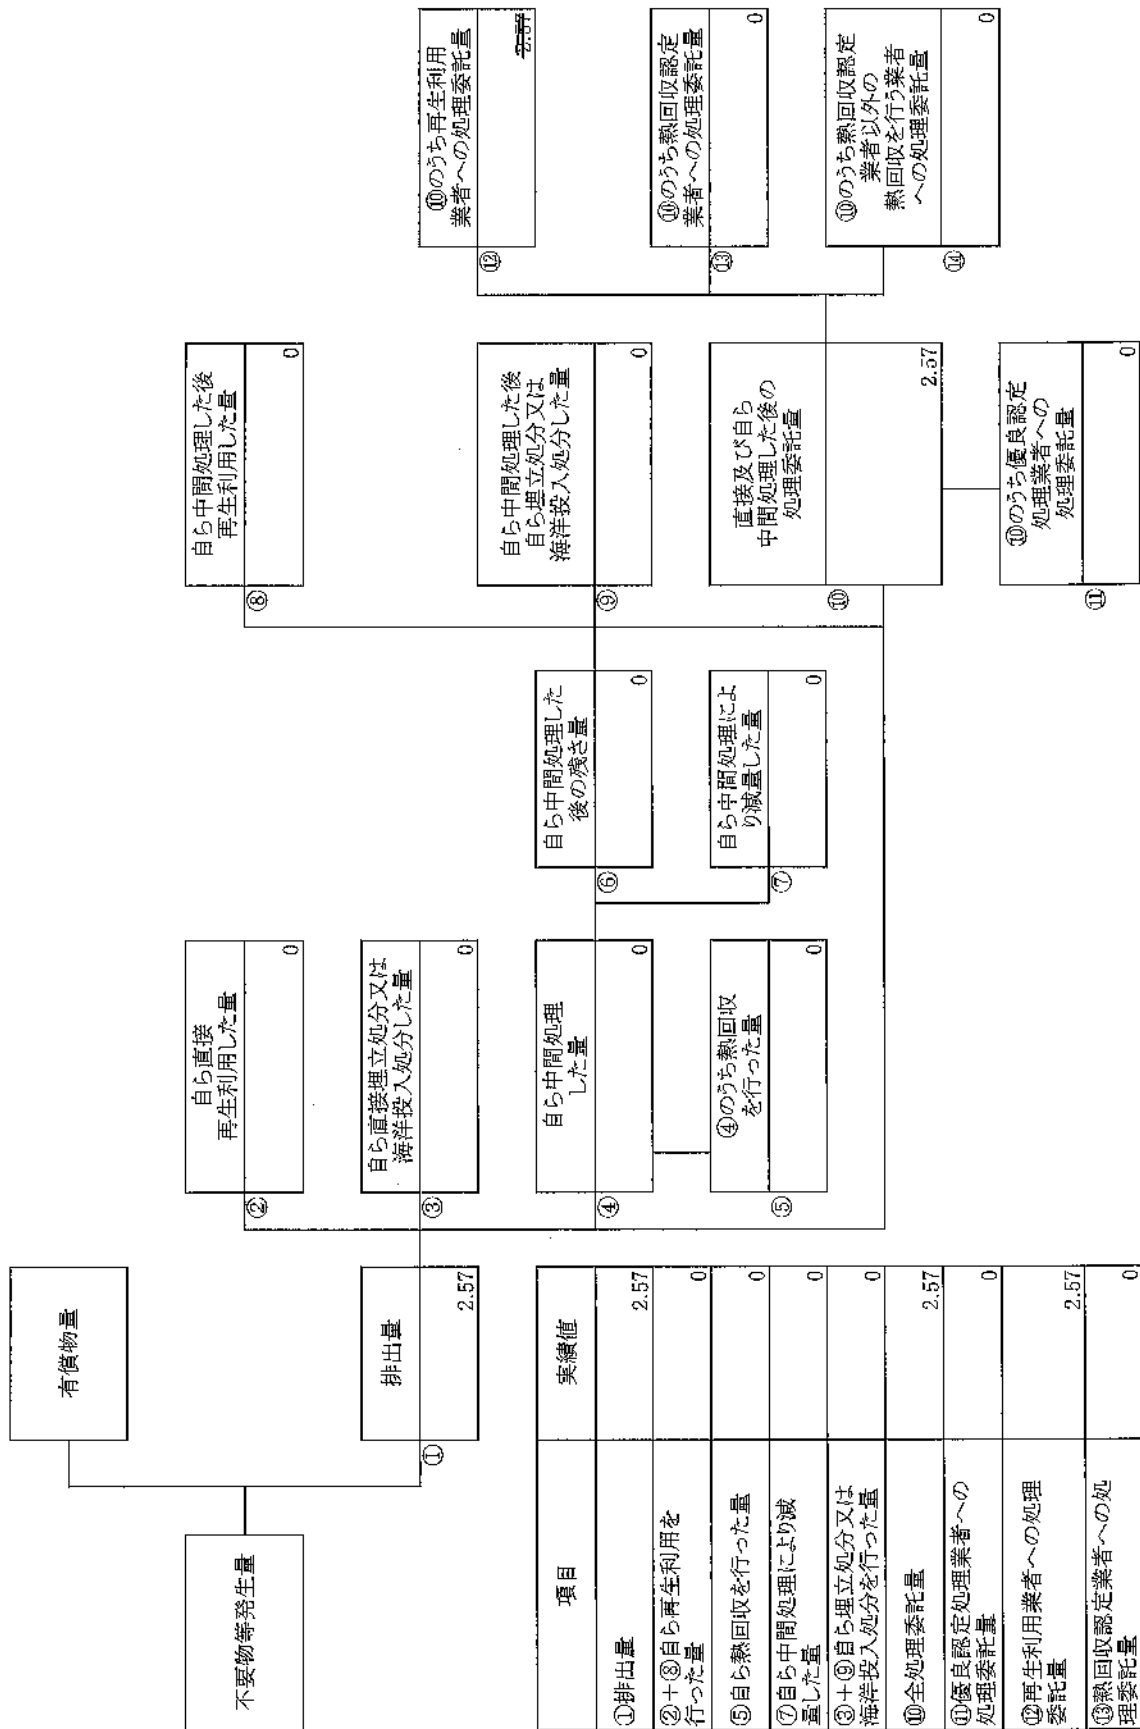 不要物等発生量
有償物量
排出量
①
2.57
自ら直接
再生利用した量
②
0
自ら直接埋立処分又は
海洋投入処分した量
③
0
自ら中間処理
した量
④
0
④のうち熱回収
を行った量
⑤
0
自ら中間処理した
後の残さ量
⑥
0
自ら中間処理によ
り減量した量
⑦
0
自ら中間処理した後
再生利用した量
⑧
0
自ら中間処理した後
自ら埋立処分又は
海洋投入処分した量
⑨
0
直接及び自ら
中間処理した後の
処理委託量
⑩
2.57
⑩のうち優良認定
処理業者への
処理委託量
⑪
0
⑩のうち再生利用
業者への処理委託量
⑫
2.57
⑩のうち熱回収認定
業者への処理委託量
⑬
0
⑩のうち熱回収認定
業者以外の
熱回収を行う業者
への処理委託量
⑭
0
項目 実績値
①排出量 2.57
②+⑧自ら再生利用を
行った量 0
⑤自ら熱回収を行った量 0
⑦自ら中間処理により減
量した量 0
③+⑨自ら埋立処分又は
海洋投入処分を行った量 0
⑩全処理委託量 2.57
⑪優良認定処理業者への
処理委託量 0
⑫再生利用業者への処理
委託量 2.57
⑬熱回収認定業者への処
理委託量 0